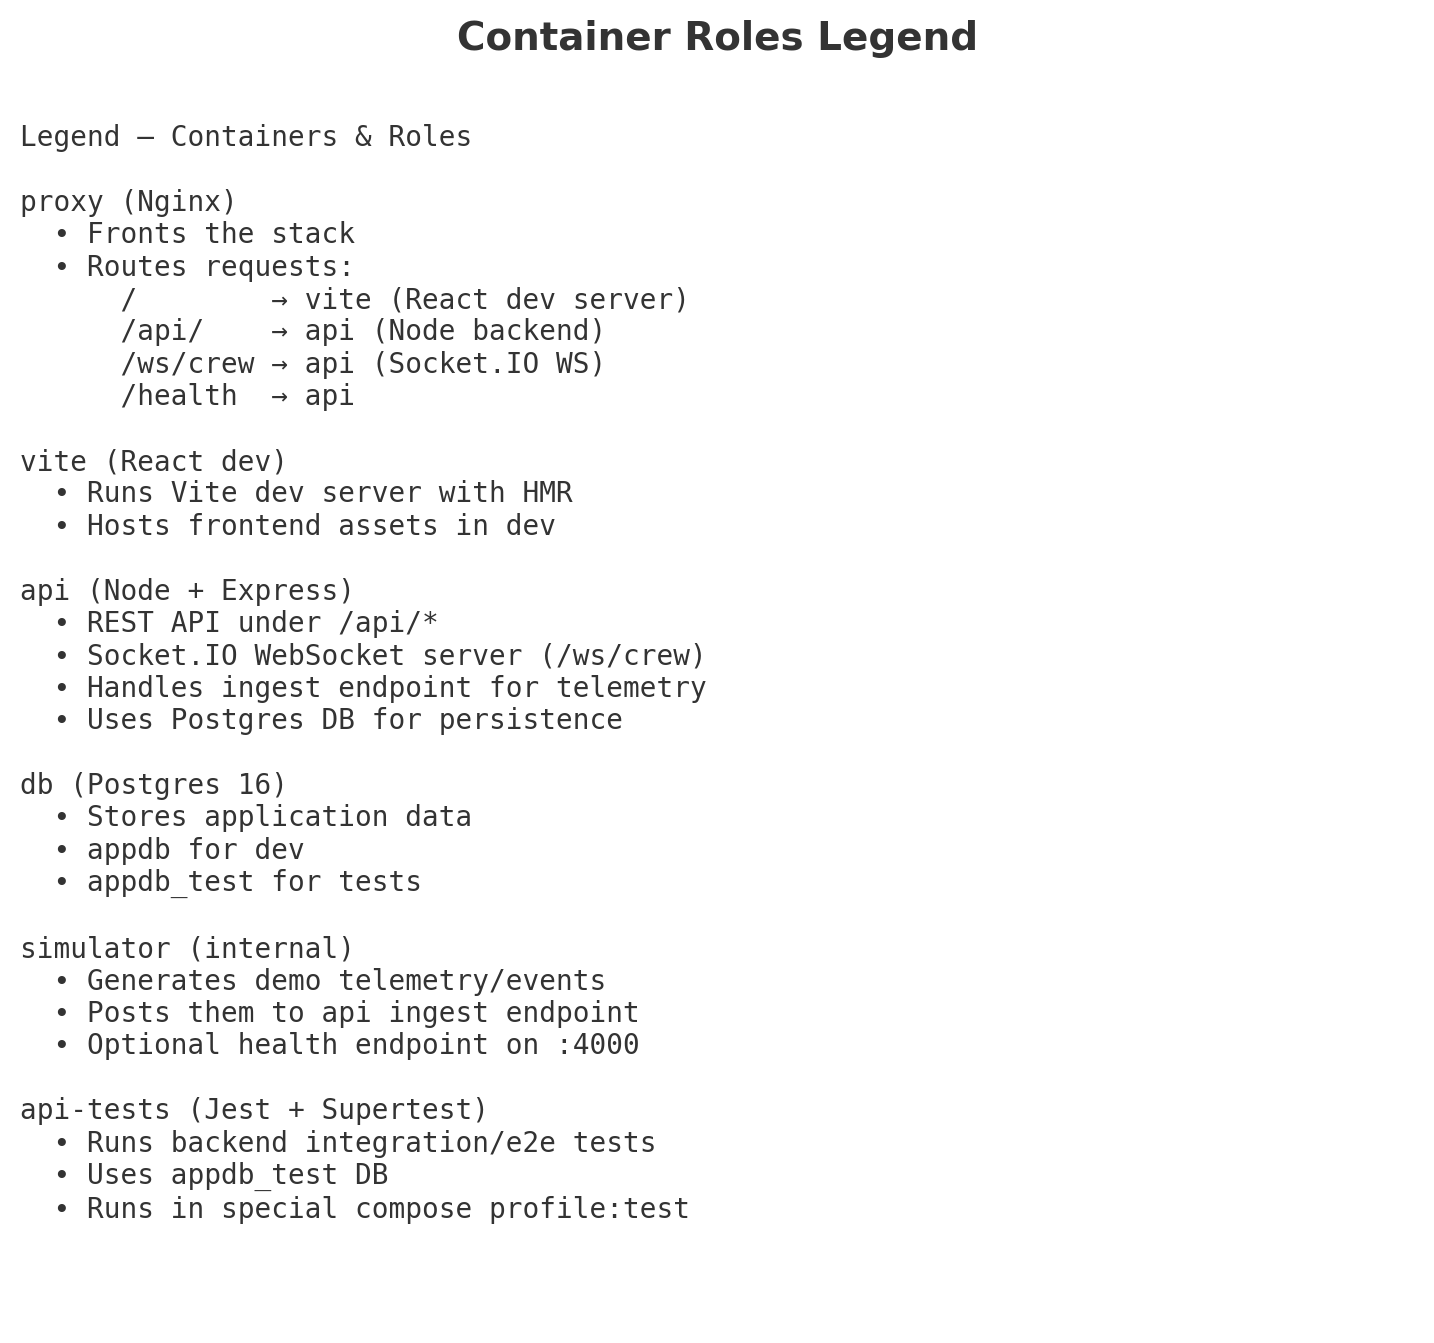 Container Roles Legend
Legend — Containers & Roles
proxy (Nginx)
• Fronts the stack
• Routes requests:
/        → vite (React dev server)
/api/    → api (Node backend)
/ws/crew → api (Socket.IO WS)
/health  → api
vite (React dev)
• Runs Vite dev server with HMR
• Hosts frontend assets in dev
api (Node + Express)
• REST API under /api/*
• Socket.IO WebSocket server (/ws/crew)
• Handles ingest endpoint for telemetry
• Uses Postgres DB for persistence
db (Postgres 16)
• Stores application data
• appdb for dev
• appdb_test for tests
simulator (internal)
• Generates demo telemetry/events
• Posts them to api ingest endpoint
• Optional health endpoint on :4000
api-tests (Jest + Supertest)
• Runs backend integration/e2e tests
• Uses appdb_test DB
• Runs in special compose profile:test